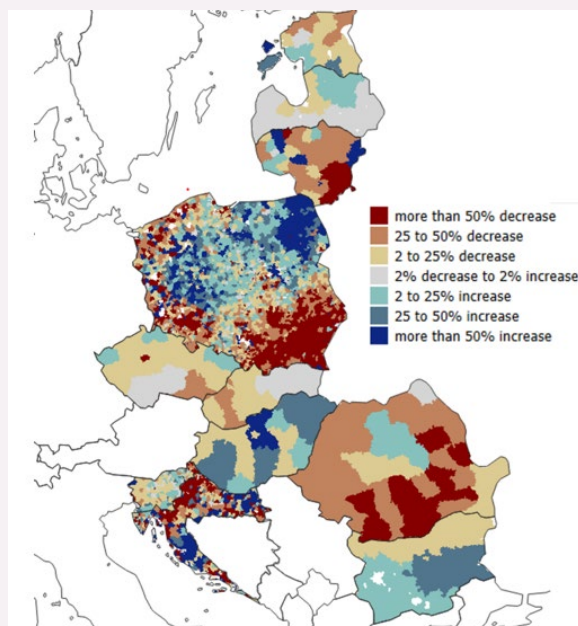 more than 50% decrease
25 to 50% decrease
2 to 25% decrease
2% decrease to 2% increase
2 to 25% increase
25 to 50% increase
more than 50% increase